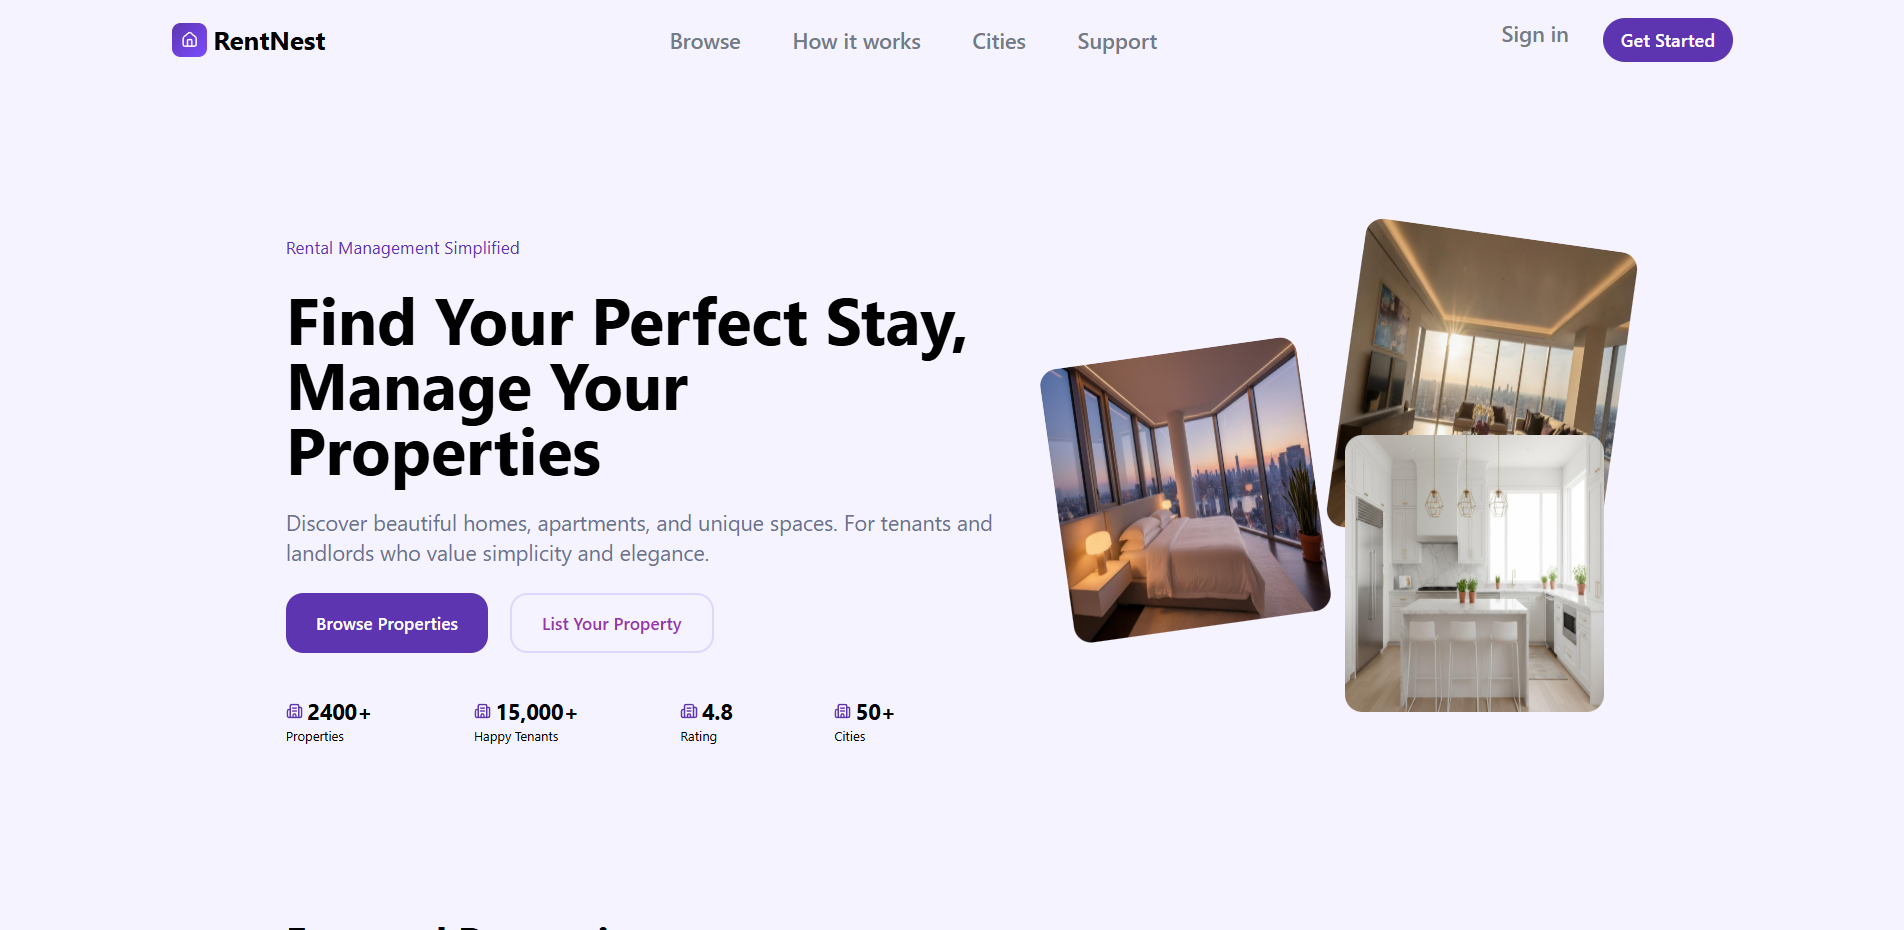 RentNest
Browse
How it works
Cities
Support
Sign in
Get Started
Rental Management Simplified
Find Your Perfect Stay,
Manage Your
Properties
Discover beautiful homes, apartments, and unique spaces. For tenants and
landlords who value simplicity and elegance.
Browse Properties
List Your Property
2400+
Properties
15,000+
Happy Tenants
4.8
Rating
50+
Cities